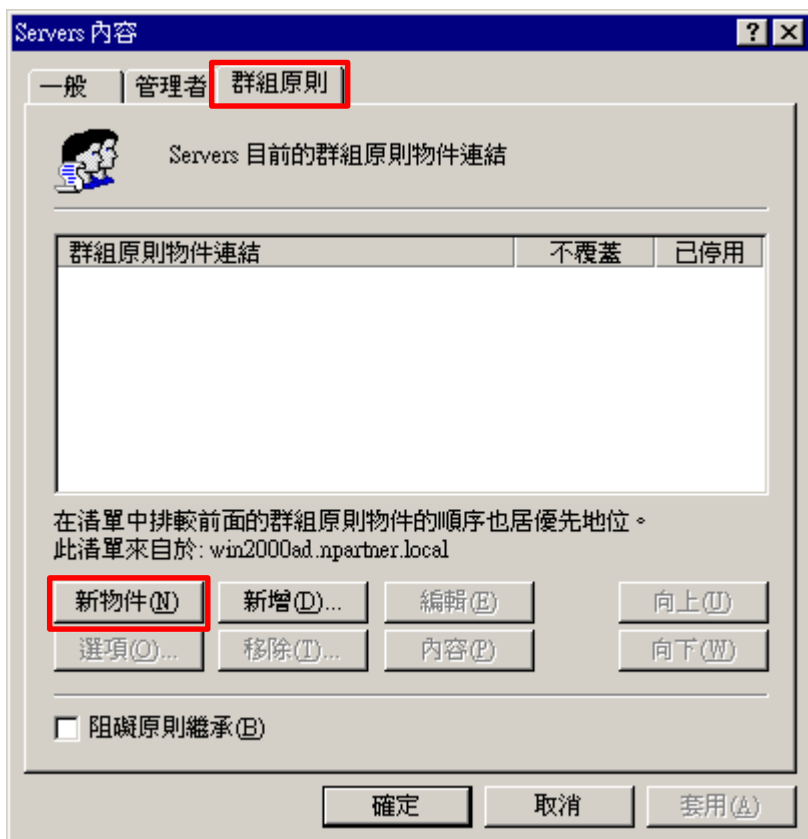 Servers 內容
一般 管理者 群組原則
Servers 目前的群組原則物件連結
群組原則物件連結 不覆蓋 已停用
在清單中排較前面的群組原則物件的順序也居優先地位。
此清單來自於: win2000ad.npartner.local
新物件(N) 新增(D)... 編輯(E) 向上(U)
選項(O)... 移除(T)... 內容(P) 向下(W)
阻礙原則繼承(B)
確定 取消 套用(A)